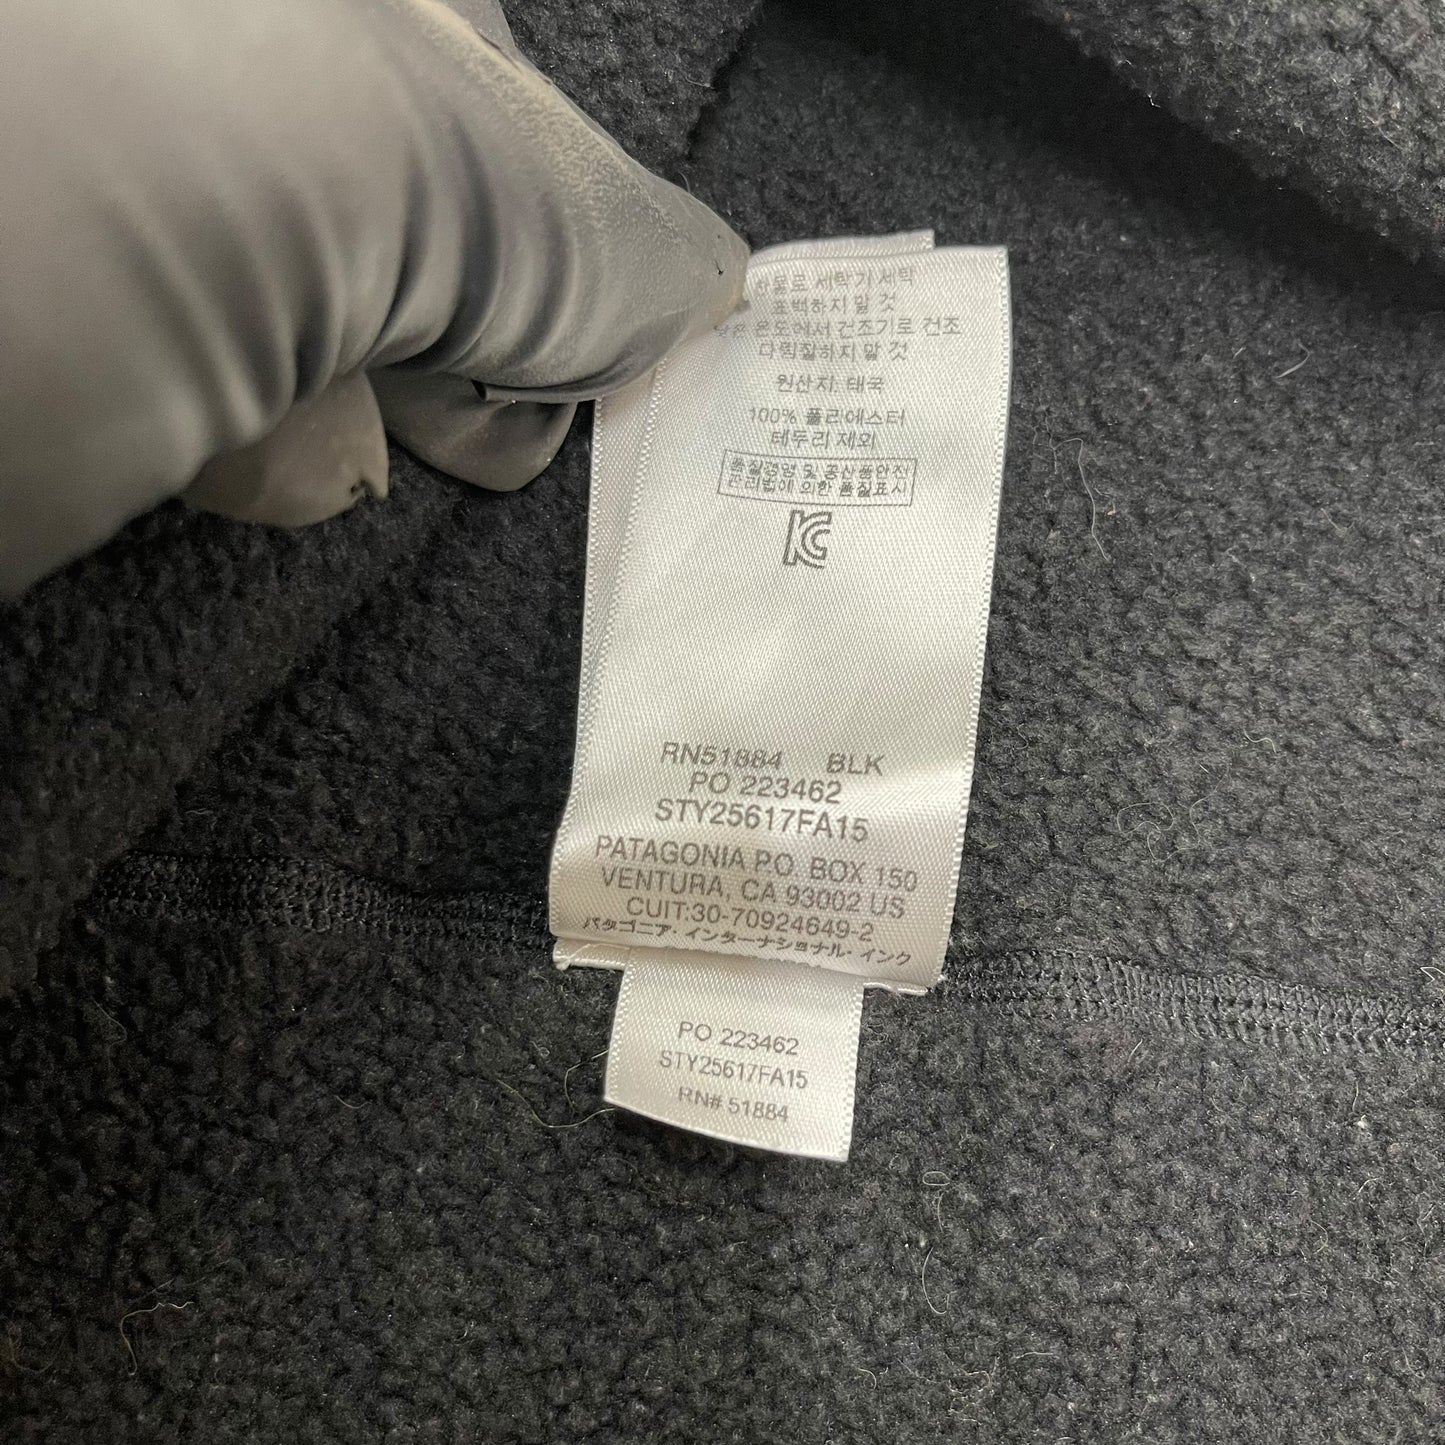 찬물로 세탁기 세탁
표백하지 말 것
낮은 온도에서 건조기로 건조
다림질하지 말 것
원산지: 태국
100% 폴리에스터
테두리 제외
품질경영 및 공산품안전
관리법에 의한 품질표시
KC
RN51884 BLK
PO 223462
STY25617FA15
PATAGONIA P.O. BOX 150
VENTURA, CA 93002 US
CUIT:30-70924649-2
パタゴニア・インターナショナル・インク
PO 223462
STY25617FA15
RN# 51884